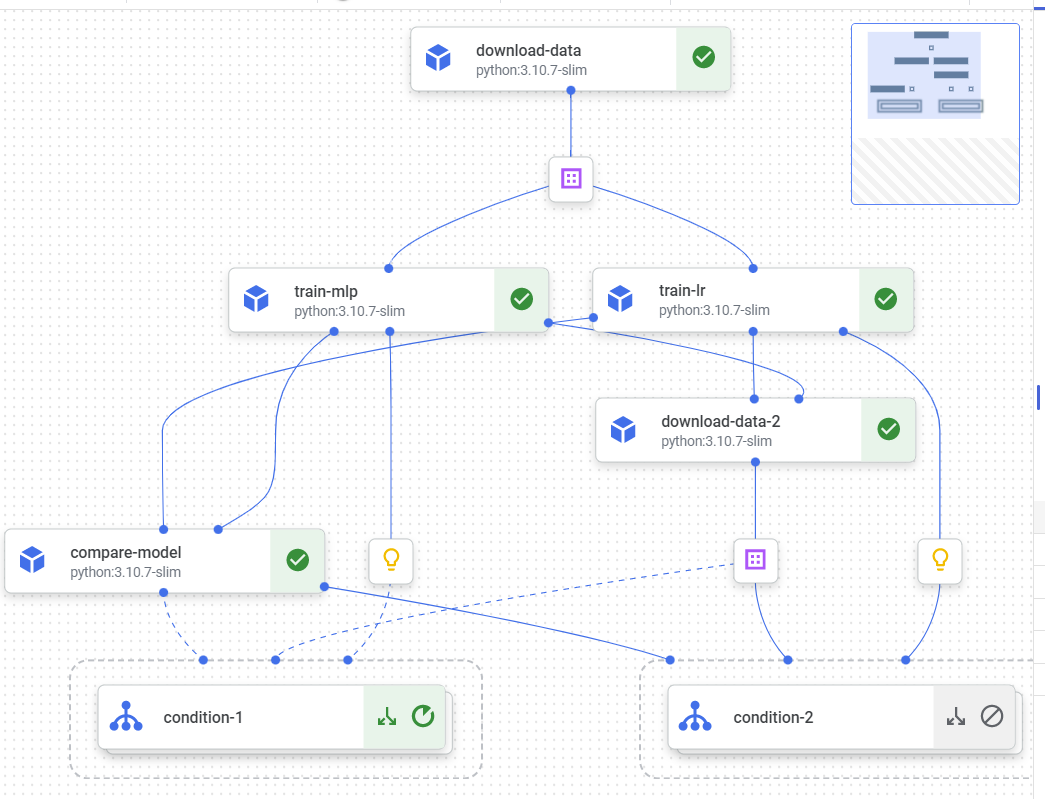 download-data
python:3.10.7-slim
train-mlp
python:3.10.7-slim
train-lr
python:3.10.7-slim
download-data-2
python:3.10.7-slim
compare-model
python:3.10.7-slim
condition-1
condition-2